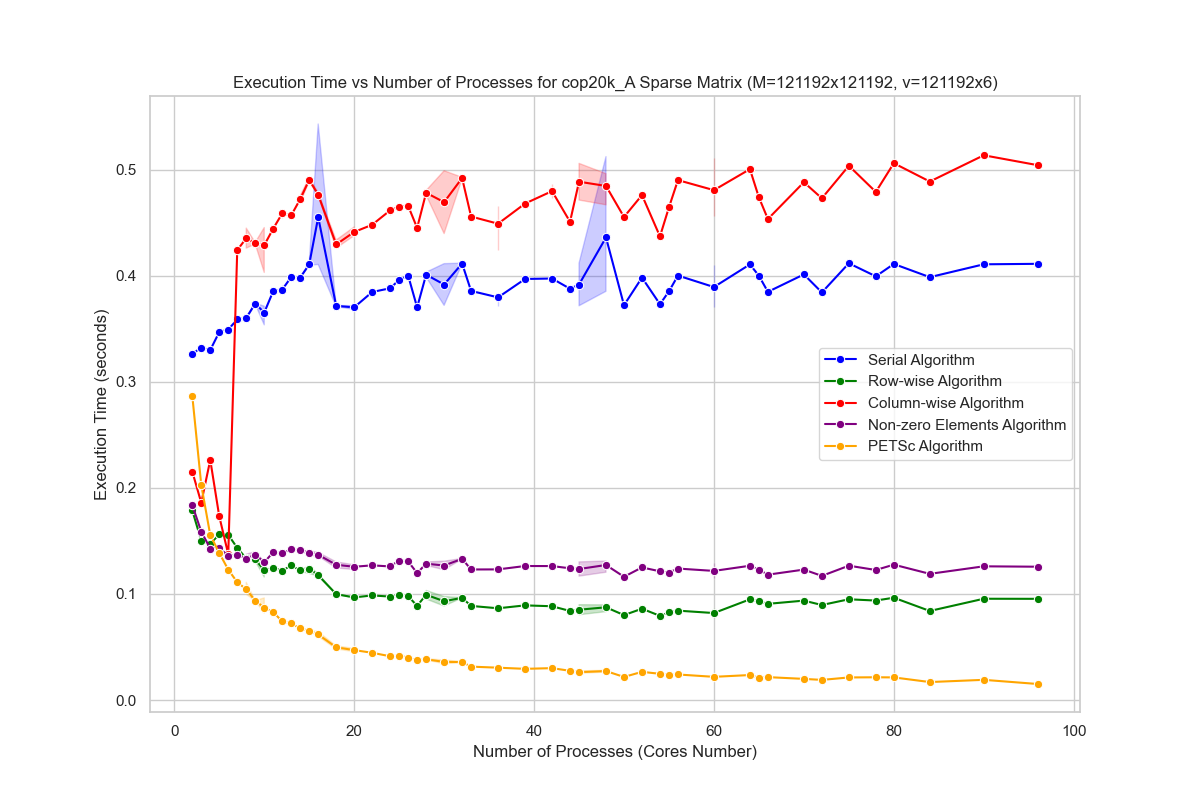 Execution Time vs Number of Processes for cop20k_A Sparse Matrix (M=121192x121192, v=121192x6)
Execution Time (seconds)
0.5
0.4
0.3
0.2
0.1
0.0
Serial Algorithm
Row-wise Algorithm
Column-wise Algorithm
Non-zero Elements Algorithm
PETSc Algorithm
0 20 40 60 80 100
Number of Processes (Cores Number)